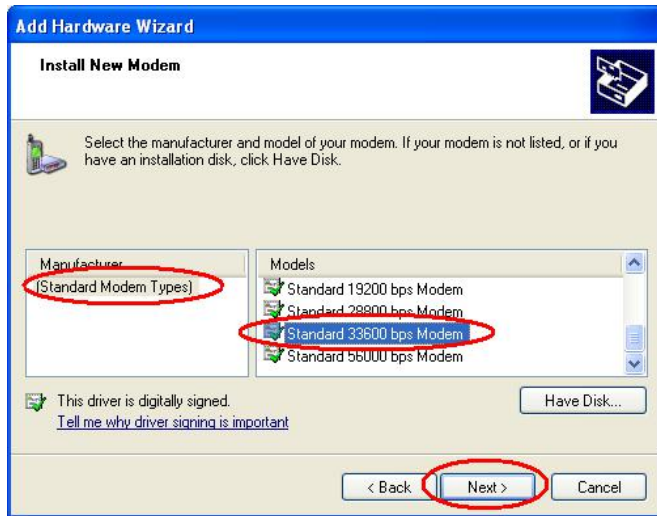 Add Hardware Wizard
Install New Modem
Select the manufacturer and model of your modem. If your modem is not listed, or if you
have an installation disk, click Have Disk.
Manufacturer
(Standard Modem Types)
Models
Standard 19200 bps Modem
Standard 28800 bps Modem
Standard 33600 bps Modem
Standard 56000 bps Modem
This driver is digitally signed.
Tell me why driver signing is important
Have Disk...
< Back
Next >
Cancel